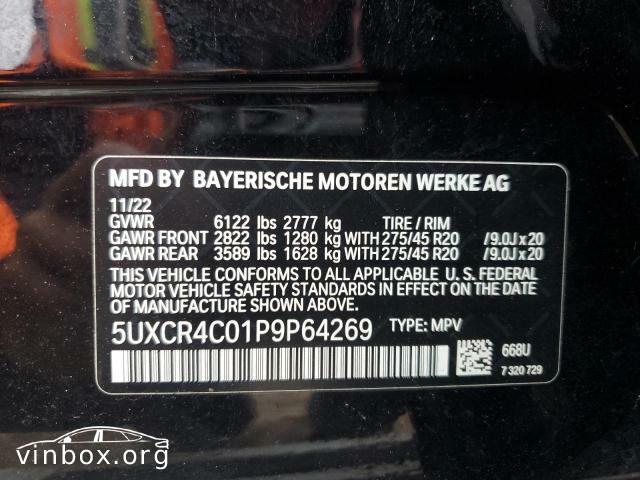 MFD BY BAYERISCHE MOTOREN WERKE AG
11/22
GVWR 6122 lbs 2777 kg TIRE / RIM
GAWR FRONT 2822 lbs 1280 kg WITH 275/45 R20 /9.0J x 20
GAWR REAR 3589 lbs 1628 kg WITH 275/45 R20 /9.0J x 20
THIS VEHICLE CONFORMS TO ALL APPLICABLE U. S. FEDERAL
MOTOR VEHICLE SAFETY STANDARDS IN EFFECT ON THE DATE
OF MANUFACTURE SHOWN ABOVE.
5UXCR4C01P9P64269 TYPE: MPV
668U
7 320 729
vinbox.org